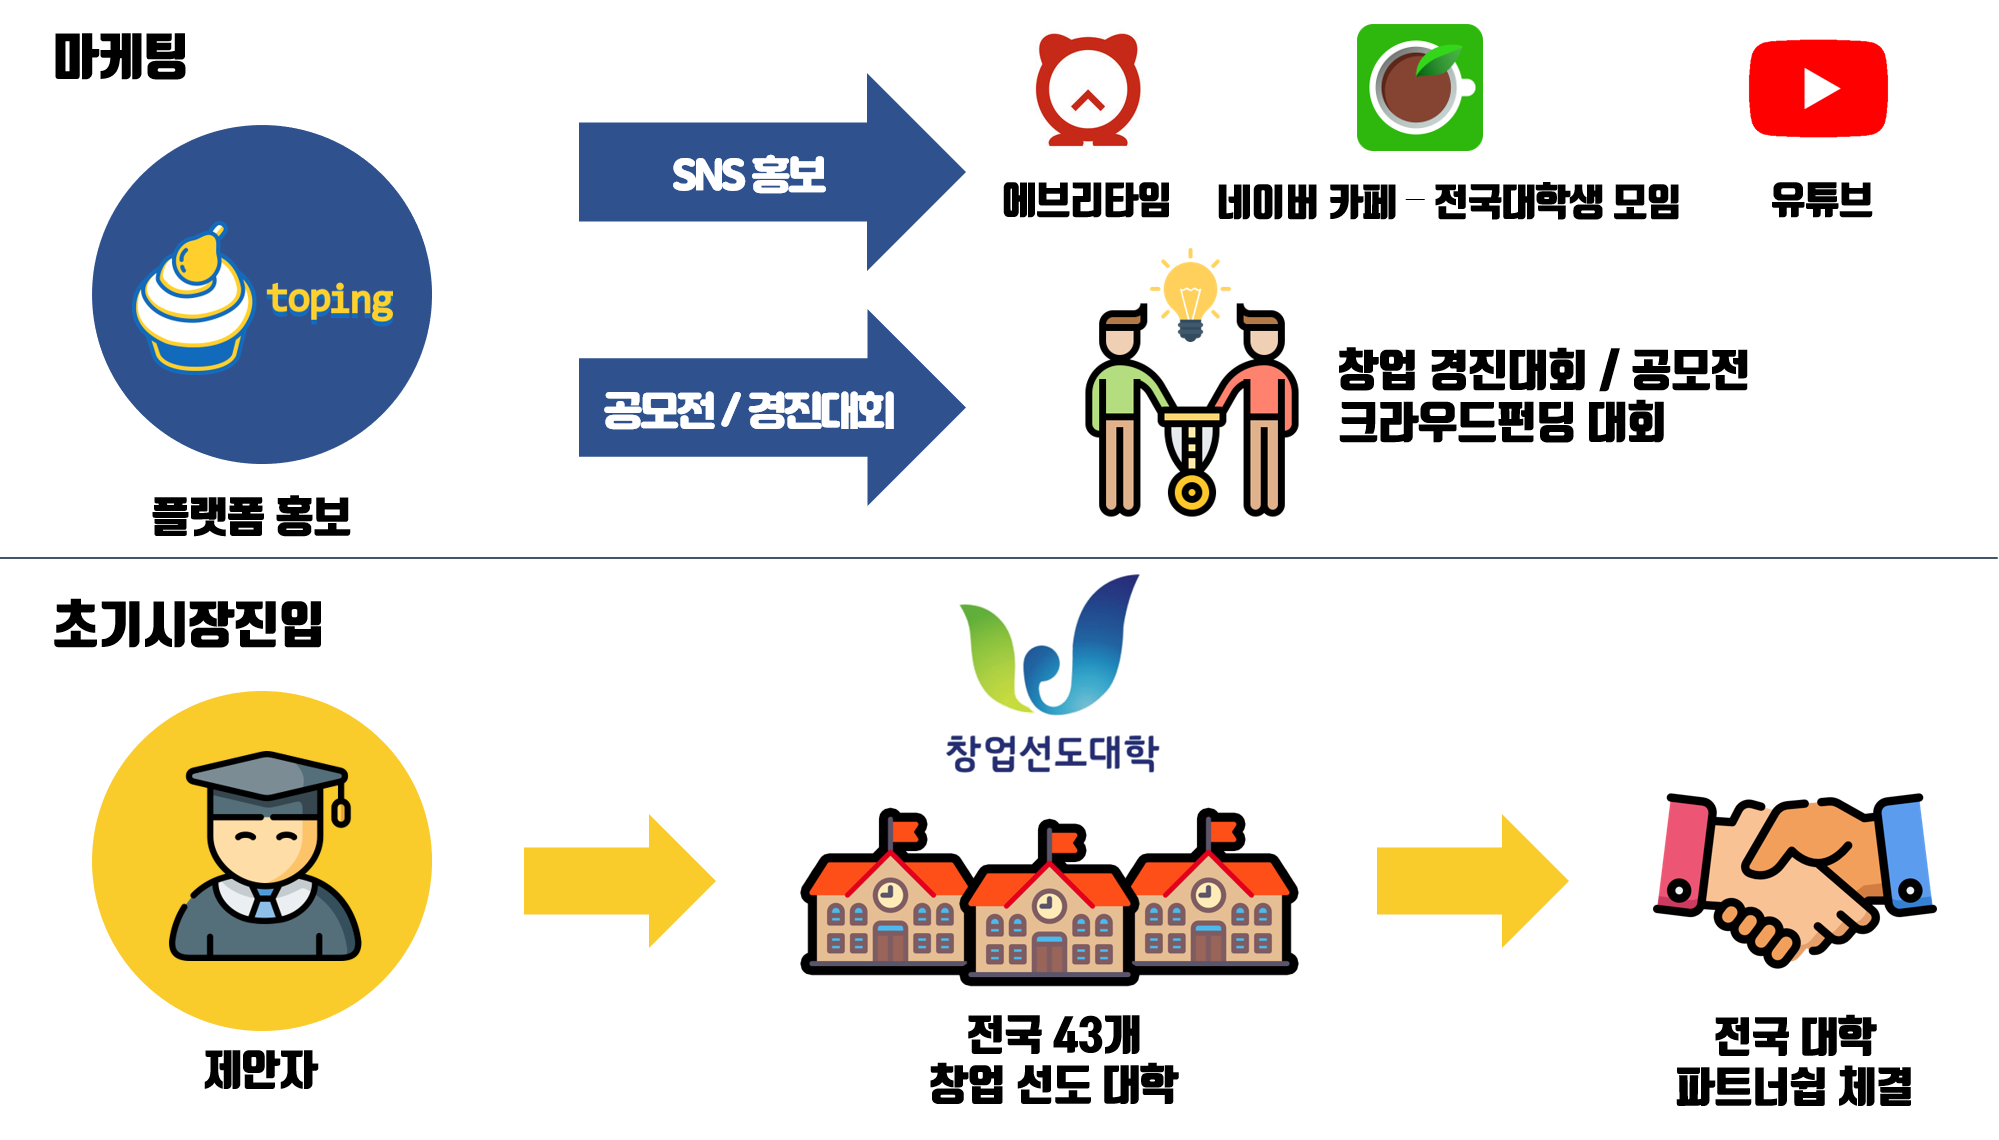 마케팅
toping
플랫폼 홍보
SNS 홍보
에브리타임
네이버 카페 – 전국대학생 모임
유튜브
공모전 / 경진대회
창업 경진대회 / 공모전
크라우드펀딩 대회
초기시장진입
제안자
창업선도대학
전국 43개
창업 선도 대학
전국 대학
파트너쉽 체결